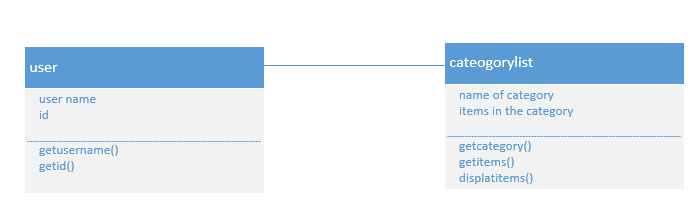 user
user name
id
getusername()
getid()
cateogorylist
name of category
items in the category
getcategory()
getitems()
displatitems()